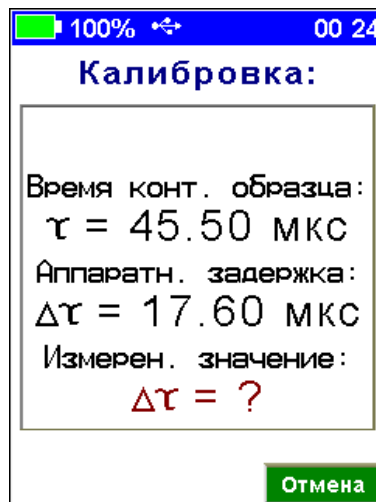 100% 00 24
Калибровка:
Время конт. образца:
τ = 45.50 мкс
Аппаратн. задержка:
Δτ = 17.60 мкс
Измерен. значение:
Δτ = ?
Отмена